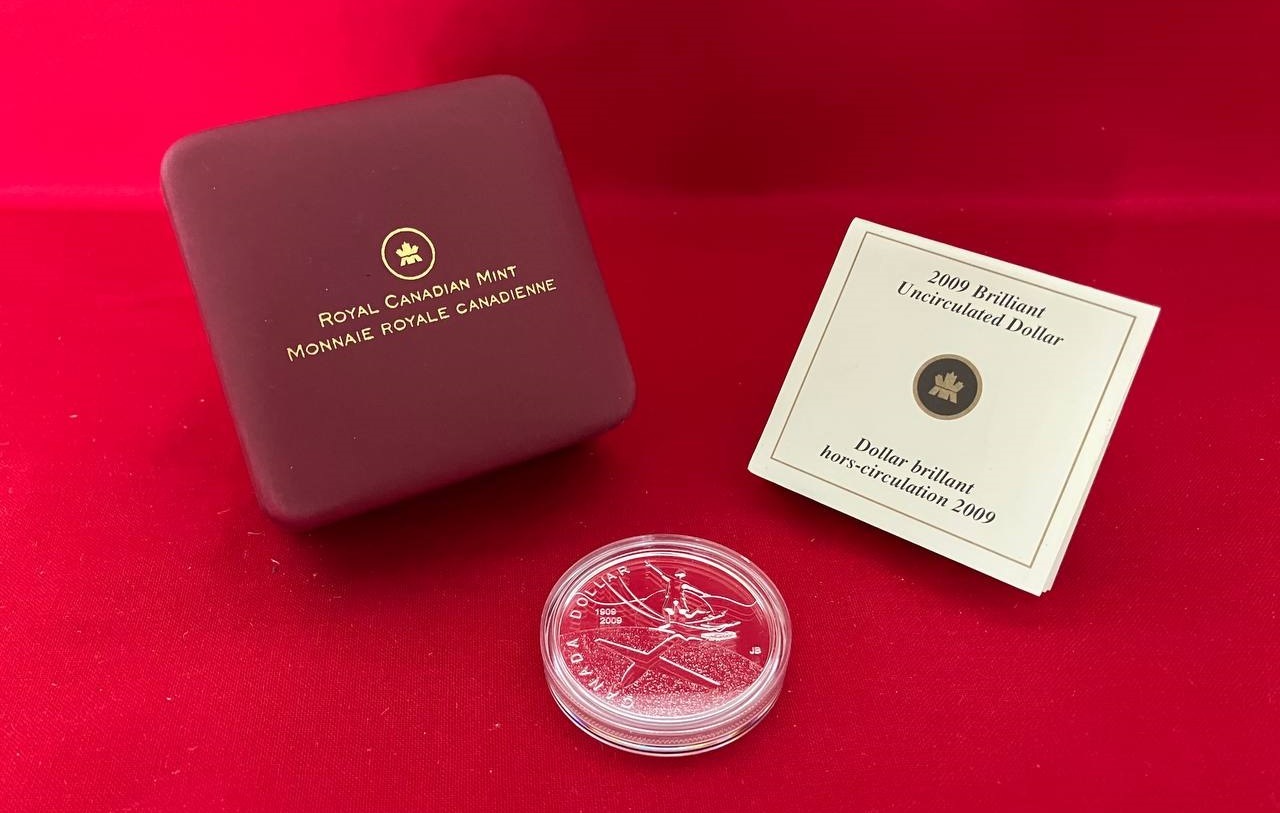 ROYAL CANADIAN MINT
MONNAIE ROYALE CANADIENNE
2009 Brilliant
Uncirculated Dollar
Dollar brillant
hors-circulation 2009
CANADA DOLLAR
1909
2009
JB